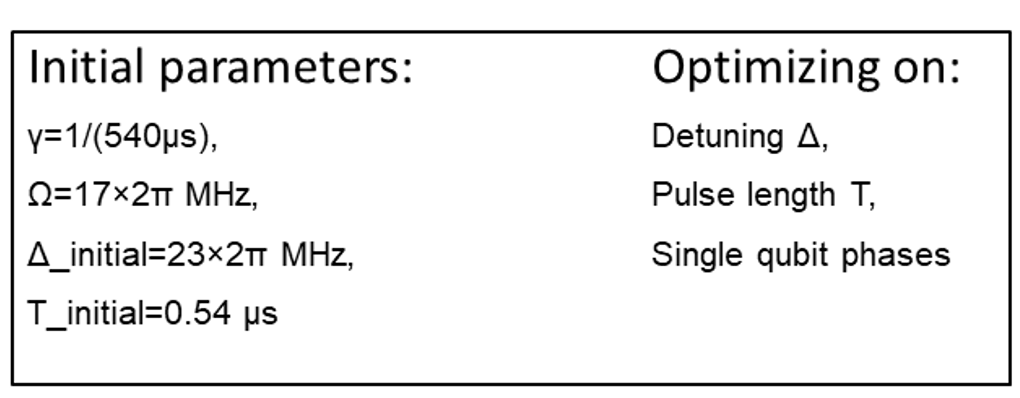 Initial parameters:
γ=1/(540μs),
Ω=17×2π MHz,
Δ_initial=23×2π MHz,
T_initial=0.54 μs
Optimizing on:
Detuning Δ,
Pulse length T,
Single qubit phases